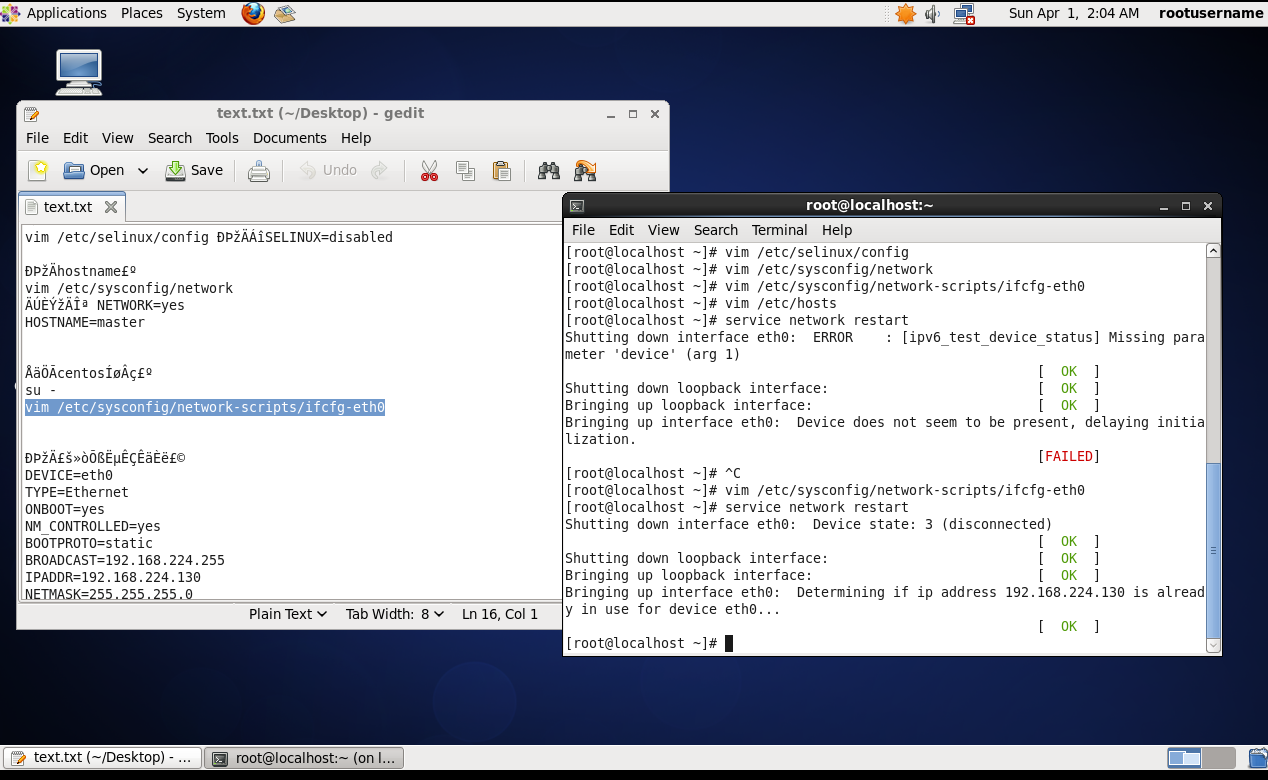 Applications Places System Sun Apr 1, 2:04 AM rootusername
text.txt (~/Desktop) - gedit
File Edit View Search Tools Documents Help
Open Save Undo
text.txt
vim /etc/selinux/config ÐÞžÄÁîSELINUX=disabled
ÐÞžÄhostname£º
vim /etc/sysconfig/network
ÄÚÈÝžÄÎª NETWORK=yes
HOSTNAME=master
ÅäÖÃcentosÍøÂç£º
su -
vim /etc/sysconfig/network-scripts/ifcfg-eth0
ÐÞžÄ£š»òÕßËµÊÇÊäÈë£©
DEVICE=eth0
TYPE=Ethernet
ONBOOT=yes
NM_CONTROLLED=yes
BOOTPROTO=static
BROADCAST=192.168.224.255
IPADDR=192.168.224.130
NETMASK=255.255.255.0
Plain Text Tab Width: 8 Ln 16, Col 1
root@localhost:~
File Edit View Search Terminal Help
[root@localhost ~]# vim /etc/selinux/config
[root@localhost ~]# vim /etc/sysconfig/network
[root@localhost ~]# vim /etc/sysconfig/network-scripts/ifcfg-eth0
[root@localhost ~]# vim /etc/hosts
[root@localhost ~]# service network restart
Shutting down interface eth0:  ERROR    : [ipv6_test_device_status] Missing para
meter 'device' (arg 1)
[  OK  ]
Shutting down loopback interface: [  OK  ]
Bringing up loopback interface: [  OK  ]
Bringing up interface eth0:  Device does not seem to be present, delaying initia
lization.
[FAILED]
[root@localhost ~]# ^C
[root@localhost ~]# vim /etc/sysconfig/network-scripts/ifcfg-eth0
[root@localhost ~]# service network restart
Shutting down interface eth0:  Device state: 3 (disconnected)
[  OK  ]
Shutting down loopback interface: [  OK  ]
Bringing up loopback interface: [  OK  ]
Bringing up interface eth0:  Determining if ip address 192.168.224.130 is alread
y in use for device eth0...
[  OK  ]
[root@localhost ~]#
text.txt (~/Desktop) - ... root@localhost:~ (on l...